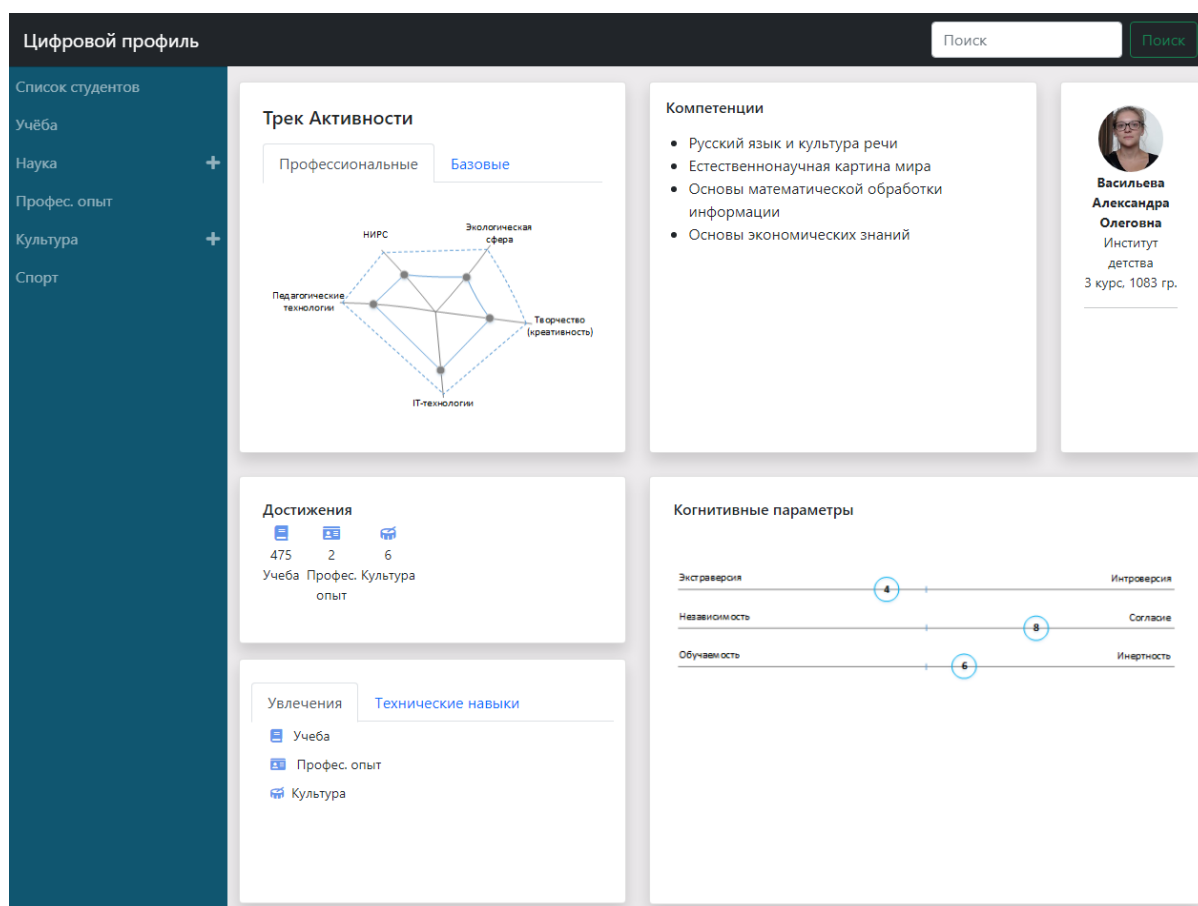 Цифровой профиль
Поиск
Поиск
Список студентов
Учёба
Наука
Профес. опыт
Культура
Спорт
Трек Активности
Профессиональные
Базовые
НИРС
Экологическая
сфера
Педагогические
технологии
Творчество
(креативность)
IT-технологии
Компетенции
Русский язык и культура речи
Естественнонаучная картина мира
Основы математической обработки
информации
Основы экономических знаний
Васильева
Александра
Олеговна
Институт
детства
3 курс, 1083 гр.
Достижения
475 2 6
Учеба Профес. Культура
опыт
Увлечения
Технические навыки
Учеба
Профес. опыт
Культура
Когнитивные параметры
Экстраверсия 4 Интроверсия
Независимость 8 Согласие
Обучаемость 6 Инертность